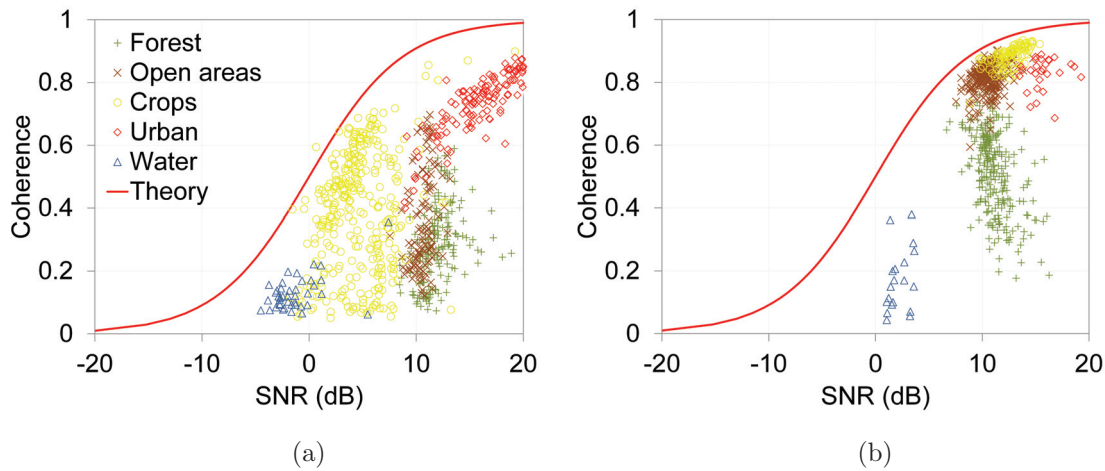 1
0.8
0.6
0.4
0.2
0
Coherence
Forest
Open areas
Crops
Urban
Water
Theory
-20 -10 0 10 20
SNR (dB)
(a)
1
0.8
0.6
0.4
0.2
0
Coherence
-20 -10 0 10 20
SNR (dB)
(b)